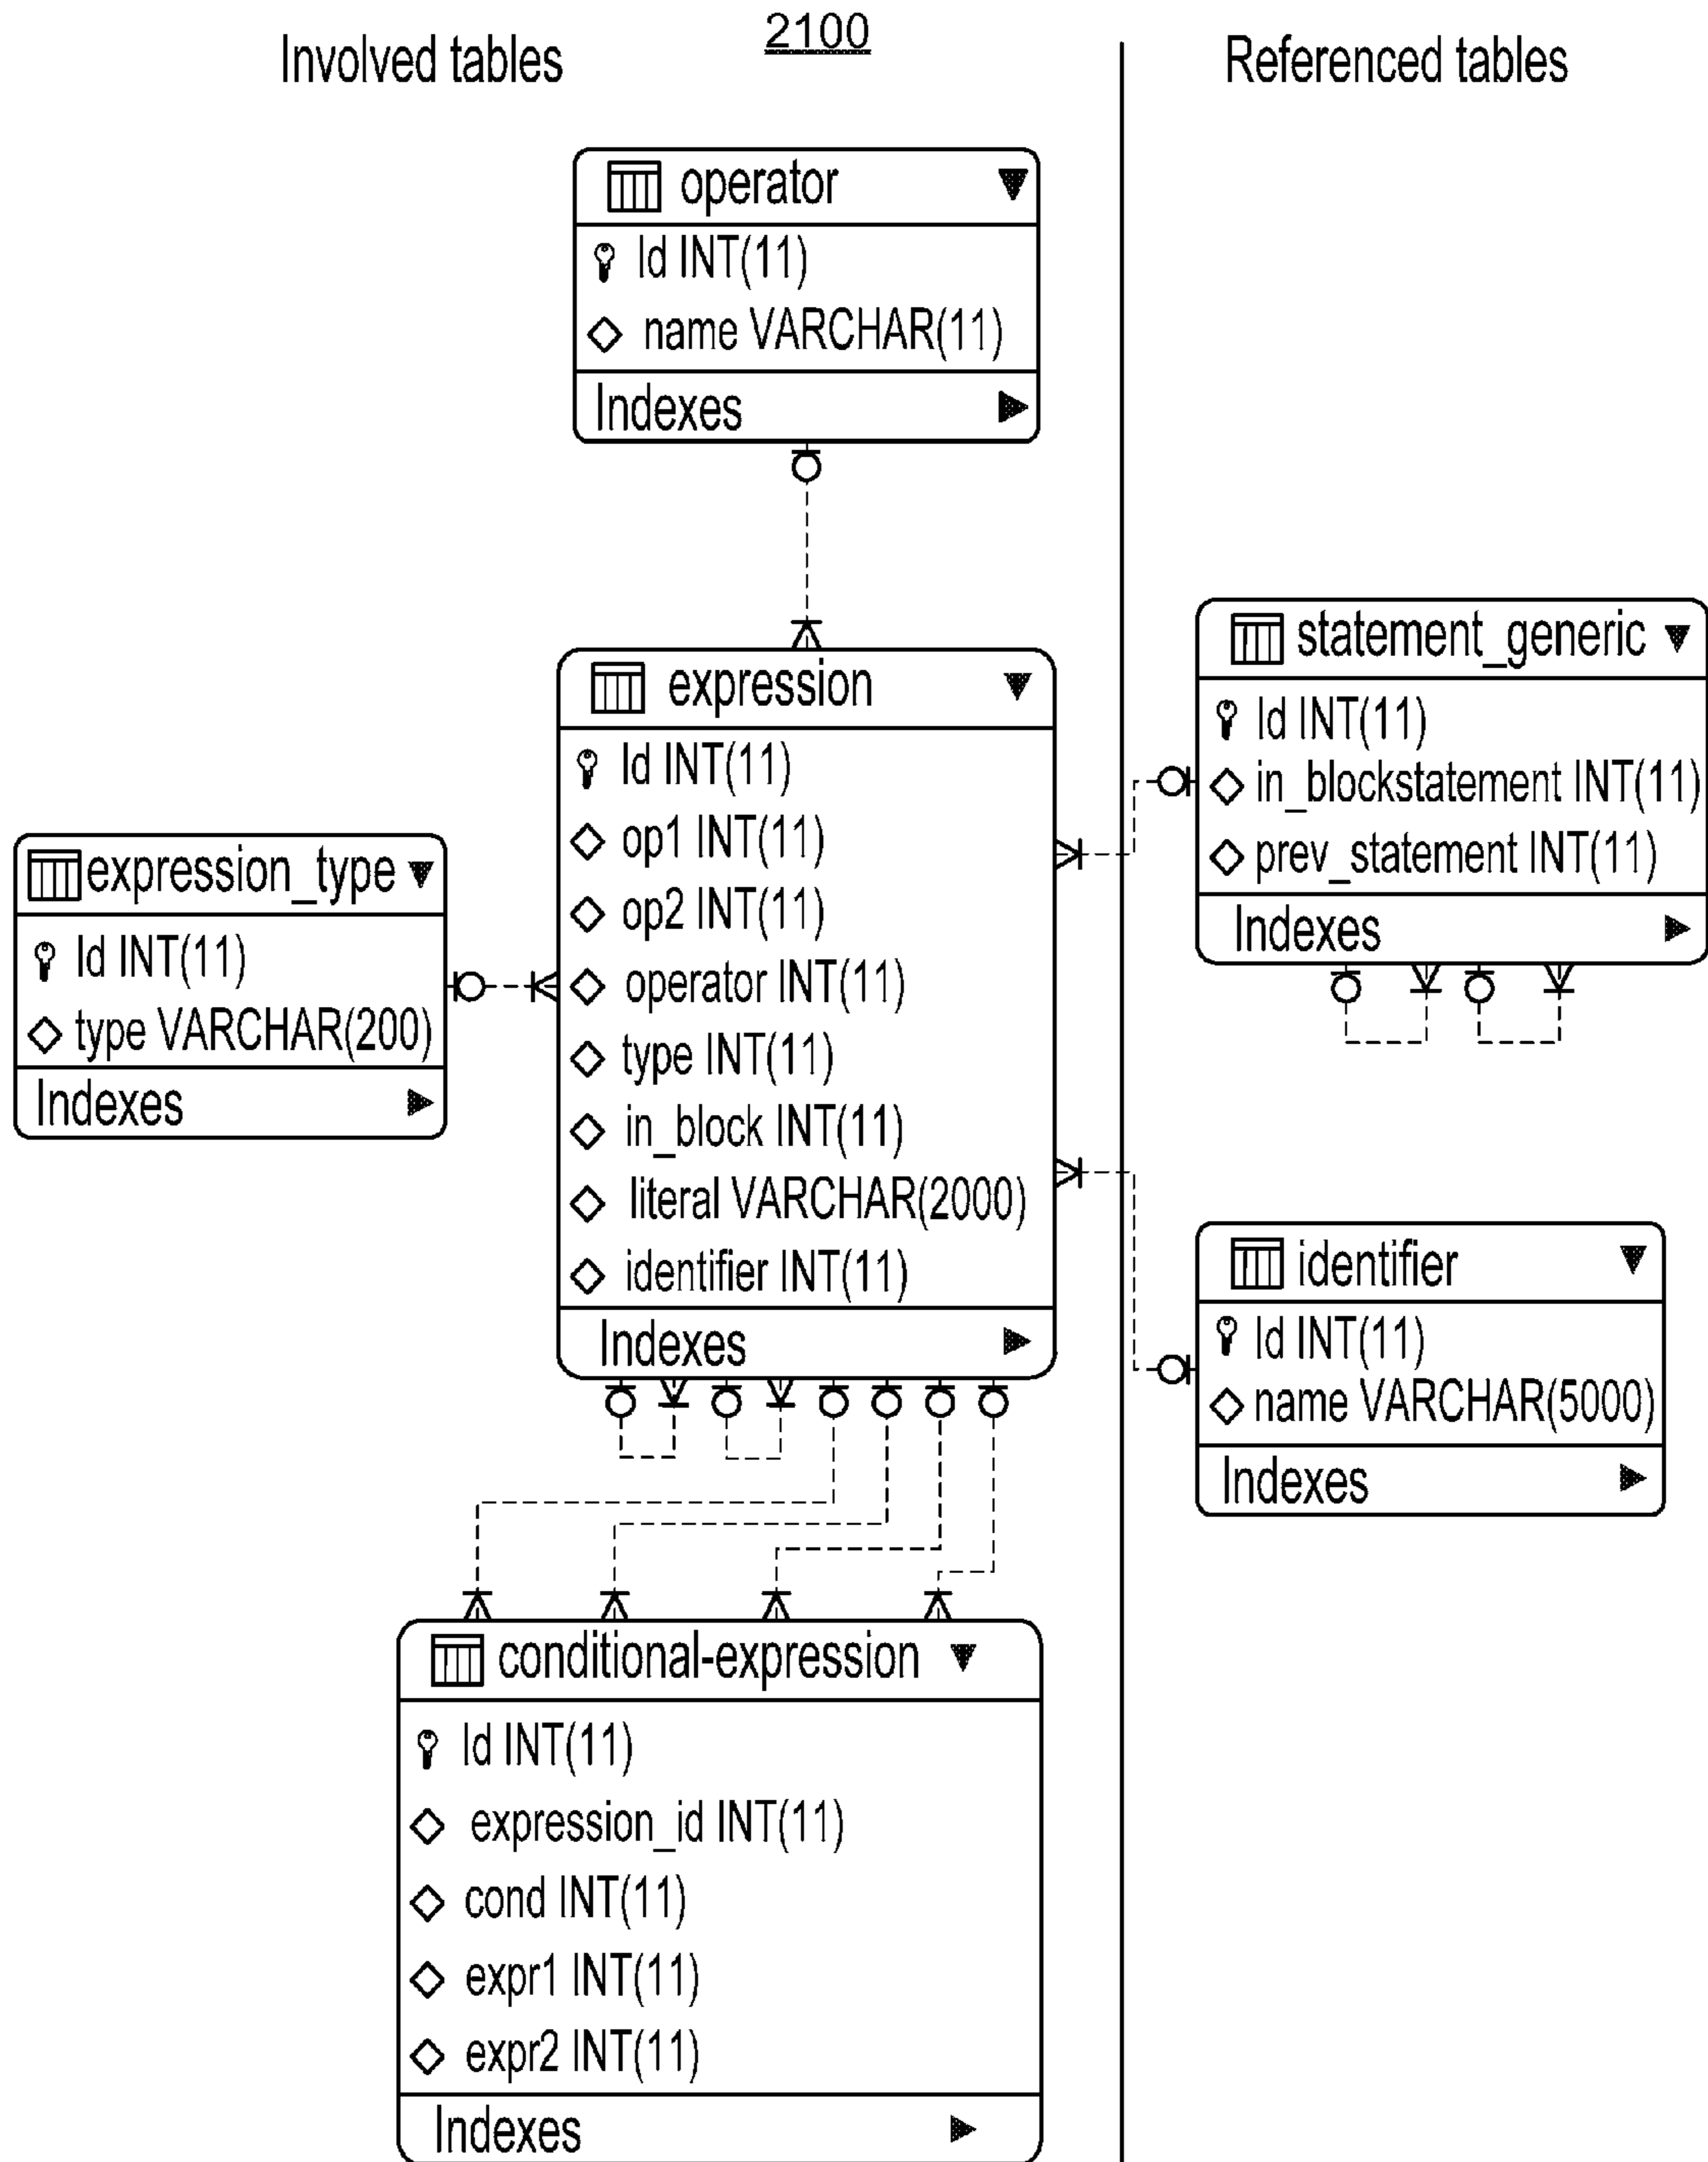 2100
Involved tables
Referenced tables
operator
Id INT(11)
name VARCHAR(11)
Indexes
expression
Id INT(11)
op1 INT(11)
op2 INT(11)
operator INT(11)
type INT(11)
in_block INT(11)
literal VARCHAR(2000)
identifier INT(11)
Indexes
expression_type
Id INT(11)
type VARCHAR(200)
Indexes
statement_generic
Id INT(11)
in_blockstatement INT(11)
prev_statement INT(11)
Indexes
identifier
Id INT(11)
name VARCHAR(5000)
Indexes
conditional-expression
Id INT(11)
expression_id INT(11)
cond INT(11)
expr1 INT(11)
expr2 INT(11)
Indexes